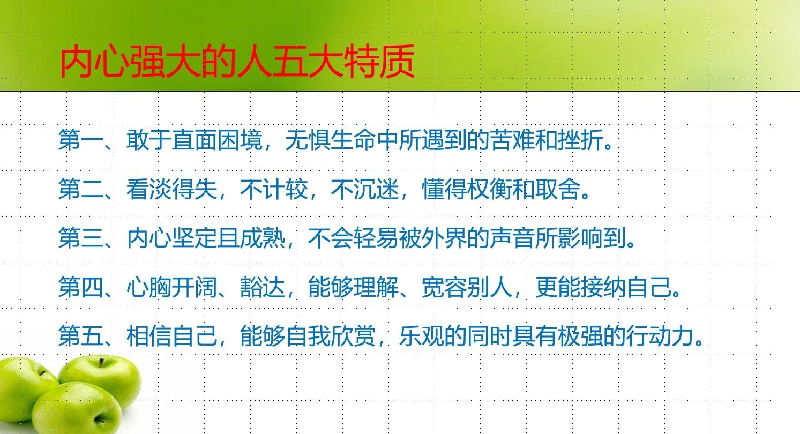 内心强大的人五大特质
第一、敢于直面困境，无惧生命中所遇到的苦难和挫折。
第二、看淡得失，不计较，不沉迷，懂得权衡和取舍。
第三、内心坚定且成熟，不会轻易被外界的声音所影响到。
第四、心胸开阔、豁达，能够理解、宽容别人，更能接纳自己。
第五、相信自己，能够自我欣赏，乐观的同时具有极强的行动力。